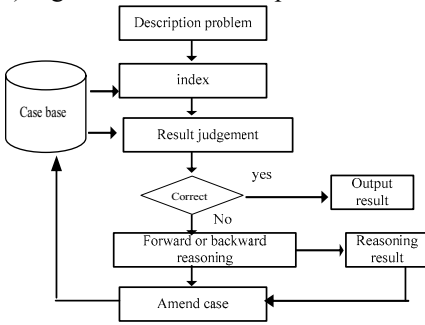 Description problem
index
Case base
Result judgement
yes
Correct
Output
result
No
Forward or backward
reasoning
Reasoning
result
Amend case